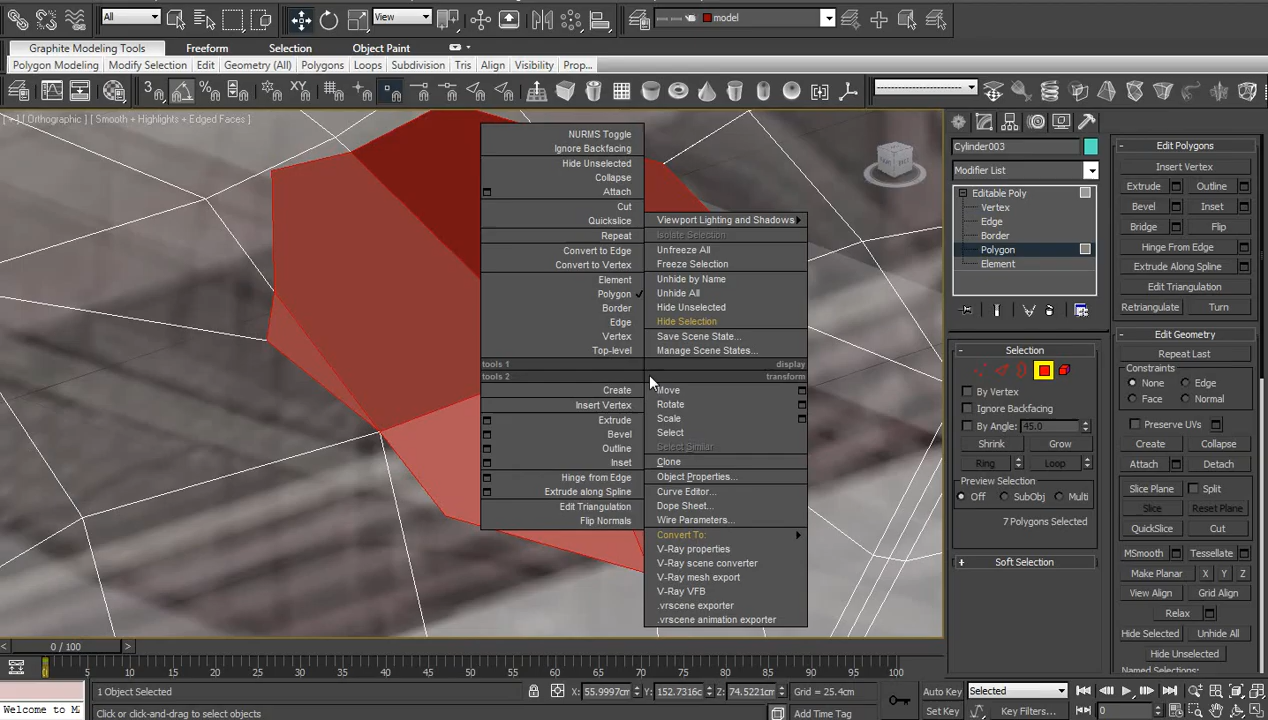 All
View
model
Graphite Modeling Tools
Freeform
Selection
Object Paint
Polygon Modeling
Modify Selection
Edit
Geometry (All)
Polygons
Loops
Subdivision
Tris
Align
Visibility
Prop...
3
%
XY
[ + ] [ Orthographic ] [ Smooth + Highlights + Edged Faces ]
NURMS Toggle
Ignore Backfacing
Hide Unselected
Collapse
Attach
Cut
Quickslice
Repeat
Convert to Edge
Convert to Vertex
Element
Polygon
Border
Edge
Vertex
Top-level
tools 1
tools 2
Create
Insert Vertex
Extrude
Bevel
Outline
Inset
Hinge from Edge
Extrude along Spline
Edit Triangulation
Flip Normals
Viewport Lighting and Shadows
Isolate Selection
Unfreeze All
Freeze Selection
Unhide by Name
Unhide All
Hide Unselected
Hide Selection
Save Scene State...
Manage Scene States...
display
transform
Move
Rotate
Scale
Select
Select Similar
Clone
Object Properties...
Curve Editor...
Dope Sheet...
Wire Parameters...
Convert To:
V-Ray properties
V-Ray scene converter
V-Ray mesh export
V-Ray VFB
.vrscene exporter
.vrscene animation exporter
Cylinder003
Modifier List
Editable Poly
Vertex
Edge
Border
Polygon
Element
Selection
By Vertex
Ignore Backfacing
By Angle: 45.0
Shrink Grow
Ring Loop
Preview Selection
Off SubObj Multi
7 Polygons Selected
Soft Selection
Edit Polygons
Insert Vertex
Extrude Outline
Bevel Inset
Bridge Flip
Hinge From Edge
Extrude Along Spline
Edit Triangulation
Retriangulate Turn
Edit Geometry
Repeat Last
Constraints
None Edge
Face Normal
Preserve UVs
Create Collapse
Attach Detach
Slice Plane Split
Slice Reset Plane
QuickSlice Cut
MSmooth Tessellate
Make Planar X Y Z
View Align Grid Align
Relax
Hide Selected Unhide All
Hide Unselected
Named Selections:
< 0 / 100 >
0 5 10 15 20 25 30 35 40 45 50 55 60 65 70 75 80 85 90 95 100
1 Object Selected
X: 55.9997cm Y: 152.7316c Z: 74.5221cm
Grid = 25.4cm
Auto Key
Selected
Welcome to M
Click or click-and-drag to select objects
Add Time Tag
Set Key
Key Filters...
0